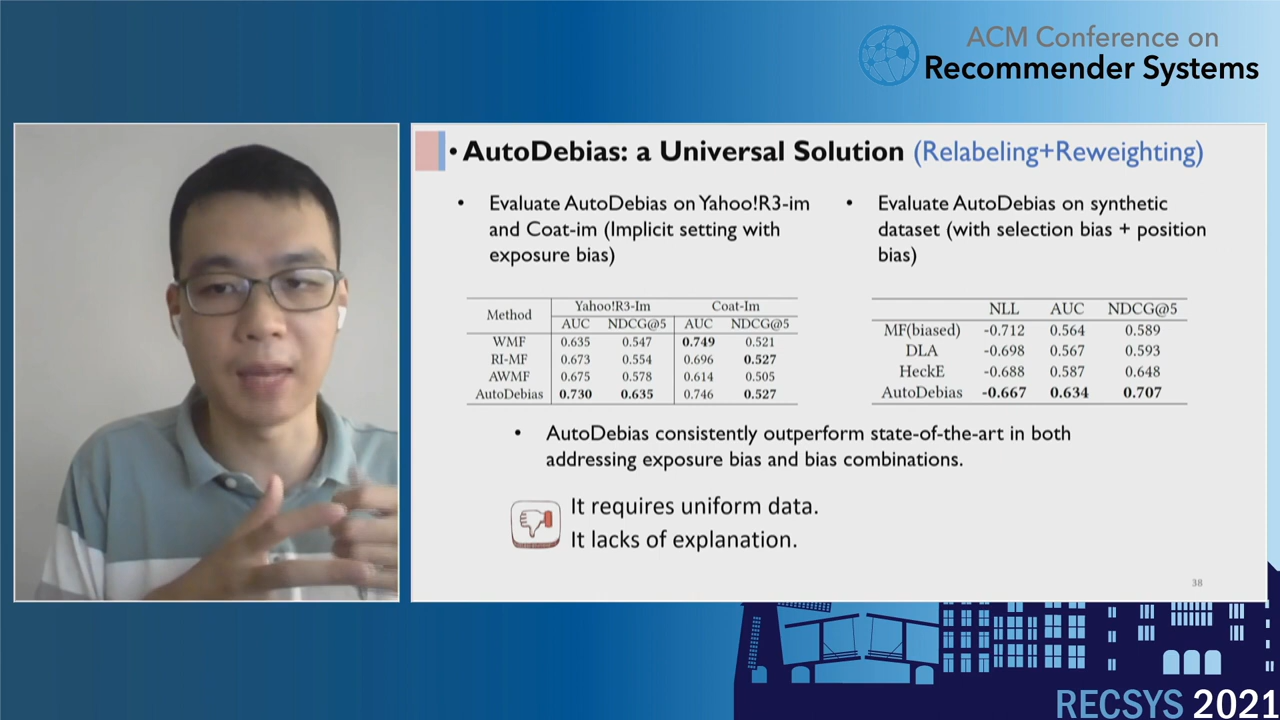 ACM Conference on
Recommender Systems
• AutoDebias: a Universal Solution (Relabeling+Reweighting)
• Evaluate AutoDebias on Yahoo!R3-im
and Coat-im (Implicit setting with
exposure bias)
Method Yahoo!R3-Im Coat-Im
AUC NDCG@5 AUC NDCG@5
WMF 0.635 0.547 0.749 0.521
RI-MF 0.673 0.554 0.696 0.527
AWMF 0.675 0.578 0.614 0.505
AutoDebias 0.730 0.635 0.746 0.527
• Evaluate AutoDebias on synthetic
dataset (with selection bias + position
bias)
NLL AUC NDCG@5
MF(biased) -0.712 0.564 0.589
DLA -0.698 0.567 0.593
HeckE -0.688 0.587 0.648
AutoDebias -0.667 0.634 0.707
• AutoDebias consistently outperform state-of-the-art in both
addressing exposure bias and bias combinations.
It requires uniform data.
It lacks of explanation.
38
RECSYS 2021